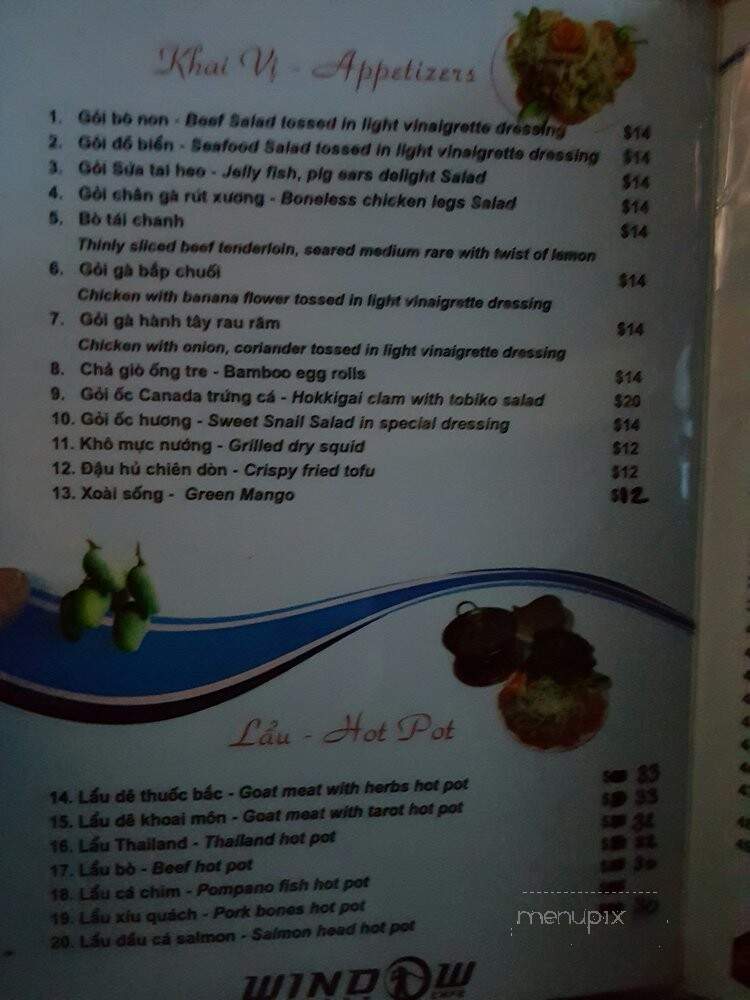 Khai Vị - Appetizers
1. Gỏi bò non - Beef Salad tossed in light vinaigrette dressing $14
2. Gỏi đồ biển - Seafood Salad tossed in light vinaigrette dressing $14
3. Gỏi Sứa tai heo - Jelly fish, pig ears delight Salad $14
4. Gỏi chân gà rút xương - Boneless chicken legs Salad $14
5. Bò tái chanh $14
Thinly sliced beef tenderloin, seared medium rare with twist of lemon
6. Gỏi gà bắp chuối $14
Chicken with banana flower tossed in light vinaigrette dressing
7. Gỏi gà hành tây rau răm $14
Chicken with onion, coriander tossed in light vinaigrette dressing
8. Chả giò ống tre - Bamboo egg rolls $14
9. Gỏi ốc Canada trứng cá - Hokkigai clam with tobiko salad $20
10. Gỏi ốc hương - Sweet Snail Salad in special dressing $14
11. Khô mực nướng - Grilled dry squid $12
12. Đậu hủ chiên dòn - Crispy fried tofu $12
13. Xoài sống - Green Mango $12
Lẩu - Hot Pot
14. Lẩu dê thuốc bắc - Goat meat with herbs hot pot 33
15. Lẩu dê khoai môn - Goat meat with tarot hot pot 33
16. Lẩu Thailand - Thailand hot pot
17. Lẩu bò - Beef hot pot
18. Lẩu cá chim - Pompano fish hot pot 30
19. Lẩu xíu quách - Pork bones hot pot
20. Lẩu đầu cá salmon - Salmon head hot pot 30
menupix
WINDOW